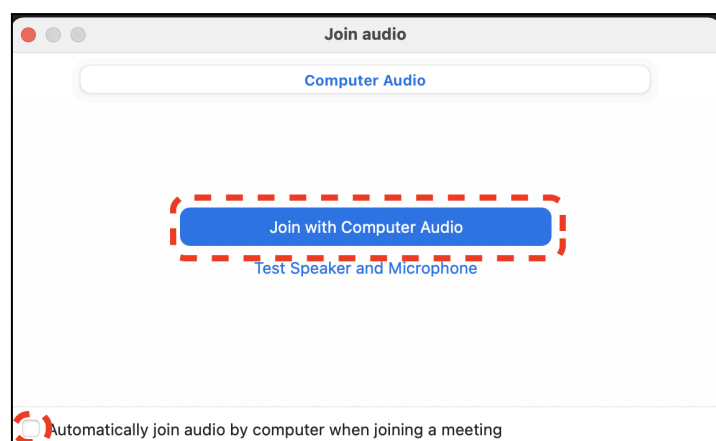 Join audio
Computer Audio
Join with Computer Audio
Test Speaker and Microphone
Automatically join audio by computer when joining a meeting